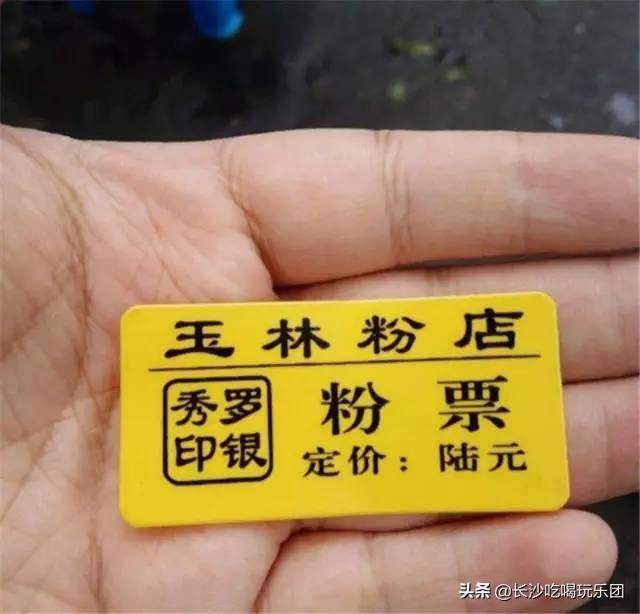 玉林粉店
罗银
秀印
粉票
定价：陆元
头条 @长沙吃喝玩乐团